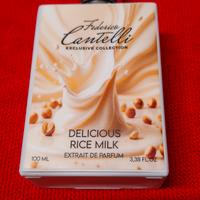 Federico
Cantelli
EXCLUSIVE COLLECTION
DELICIOUS
RICE MILK
100 ML
EXTRAIT DE PARFUM
3,38 FL.OZ